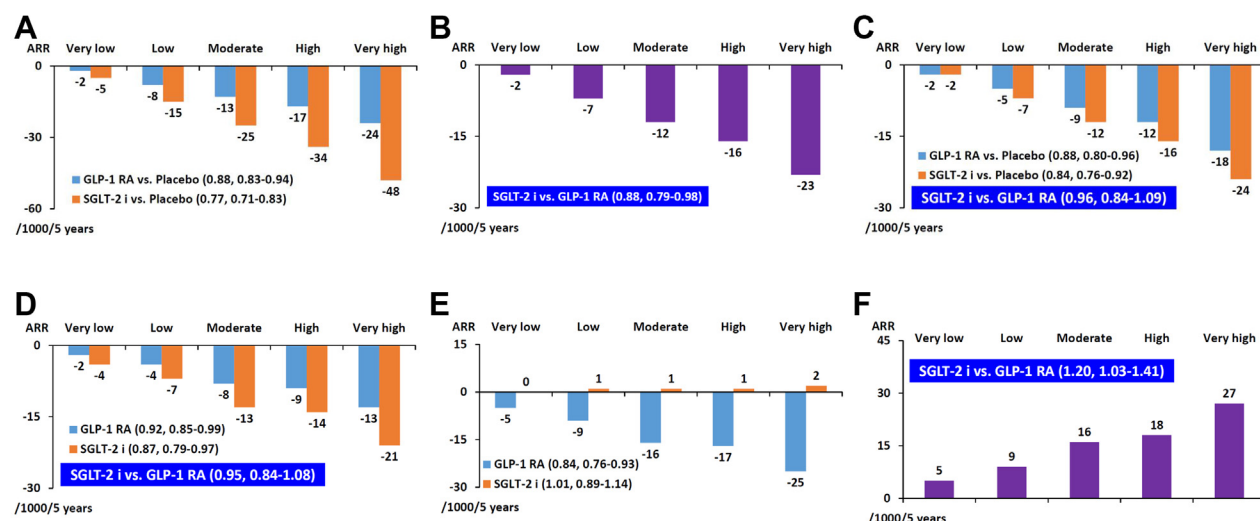 A
ARR Very low Low Moderate High Very high
0
-30
-60
-2 -5
-8 -15
-13 -25
-17 -34
-24 -48
GLP-1 RA vs. Placebo (0.88, 0.83-0.94)
SGLT-2 i vs. Placebo (0.77, 0.71-0.83)
/1000/5 years
B
ARR Very low Low Moderate High Very high
0
-15
-30
-2
-7
-12
-16
-23
SGLT-2 i vs. GLP-1 RA (0.88, 0.79-0.98)
/1000/5 years
C
ARR Very low Low Moderate High Very high
0
-15
-30
-2 -2
-5 -7
-9 -12
-12 -16
-18 -24
GLP-1 RA vs. Placebo (0.88, 0.80-0.96)
SGLT-2 i vs. Placebo (0.84, 0.76-0.92)
SGLT-2 i vs. GLP-1 RA (0.96, 0.84-1.09)
/1000/5 years
D
ARR Very low Low Moderate High Very high
0
-15
-30
-2 -4
-4 -7
-8 -13
-9 -14
-13 -21
GLP-1 RA (0.92, 0.85-0.99)
SGLT-2 i (0.87, 0.79-0.97)
SGLT-2 i vs. GLP-1 RA (0.95, 0.84-1.08)
/1000/5 years
E
ARR Very low Low Moderate High Very high
15
0
-15
-30
-5 0
-9 1
-16 1
-17 1
-25 2
GLP-1 RA (0.84, 0.76-0.93)
SGLT-2 i (1.01, 0.89-1.14)
/1000/5 years
F
ARR Very low Low Moderate High Very high
45
30
15
0
SGLT-2 i vs. GLP-1 RA (1.20, 1.03-1.41)
5
9
16
18
27
/1000/5 years